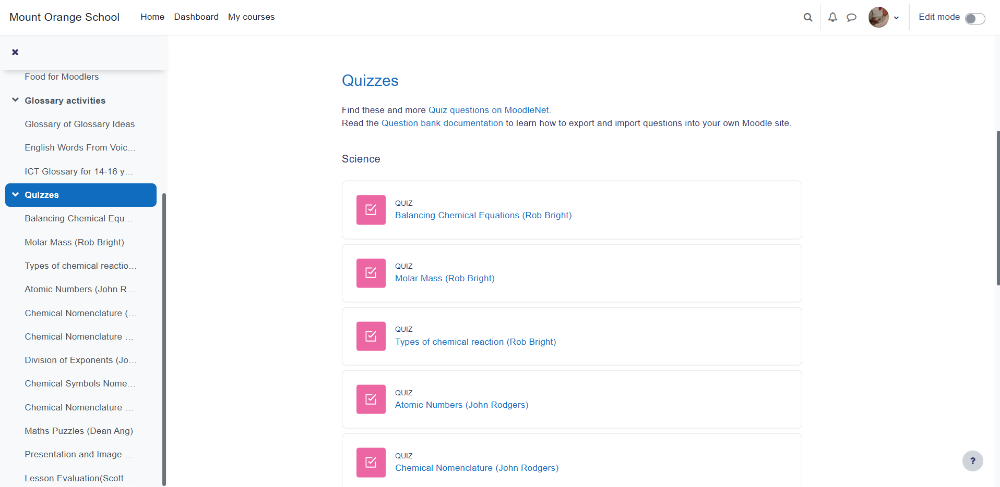 Mount Orange School
Home
Dashboard
My courses
Edit mode
Food for Moodlers
Glossary activities
Glossary of Glossary Ideas
English Words From Voic...
ICT Glossary for 14-16 y...
Quizzes
Balancing Chemical Equ...
Molar Mass (Rob Bright)
Types of chemical reactio...
Atomic Numbers (John R...
Chemical Nomenclature (...
Chemical Nomenclature ...
Division of Exponents (Jo...
Chemical Symbols Nome...
Chemical Nomenclature ...
Maths Puzzles (Dean Ang)
Presentation and Image ...
Lesson Evaluation(Scott ...
Quizzes
Find these and more Quiz questions on MoodleNet.
Read the Question bank documentation to learn how to export and import questions into your own Moodle site.
Science
QUIZ
Balancing Chemical Equations (Rob Bright)
QUIZ
Molar Mass (Rob Bright)
QUIZ
Types of chemical reaction (Rob Bright)
QUIZ
Atomic Numbers (John Rodgers)
QUIZ
Chemical Nomenclature (John Rodgers)
?